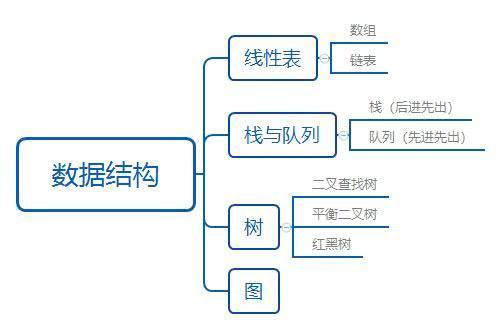 数据结构
线性表
数组
链表
栈与队列
栈（后进先出）
队列（先进先出）
树
二叉查找树
平衡二叉树
红黑树
图